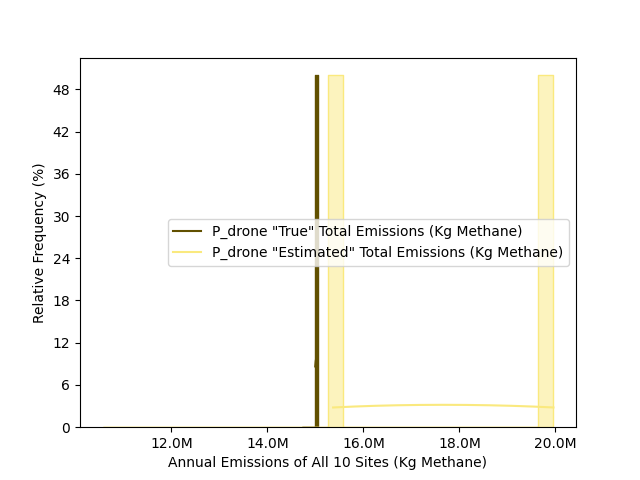 48
42
36
30
24
18
12
6
0
Relative Frequency (%)
P_drone "True" Total Emissions (Kg Methane)
P_drone "Estimated" Total Emissions (Kg Methane)
12.0M 14.0M 16.0M 18.0M 20.0M
Annual Emissions of All 10 Sites (Kg Methane)